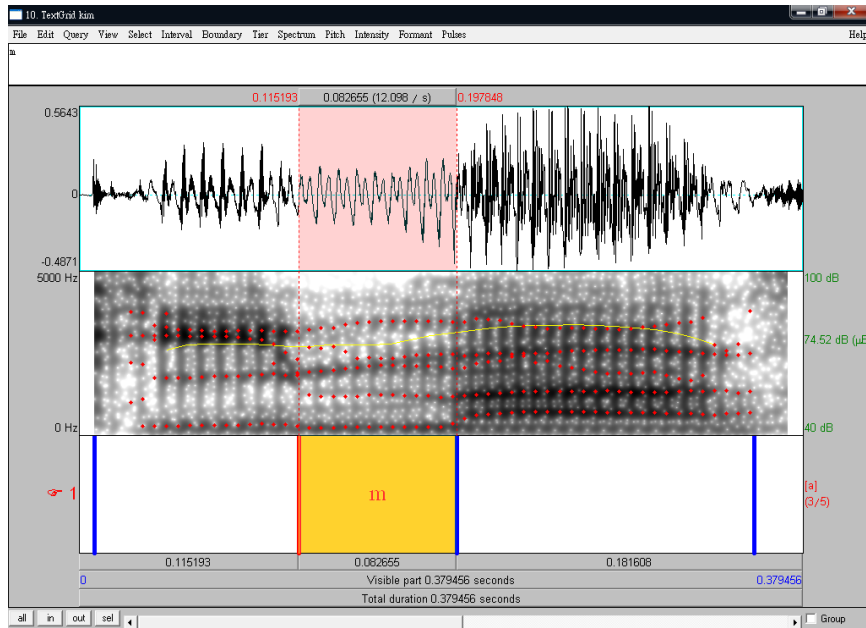 10. TextGrid kim
File Edit Query View Select Interval Boundary Tier Spectrum Pitch Intensity Formant Pulses Help
m
0.115193 0.082655 (12.098 / s) 0.197848
0.5643
0
-0.4871
5000 Hz 100 dB
74.52 dB (µE
0 Hz 40 dB
☞ 1 m [a]
(3/5)
0.115193 0.082655 0.181608
0 Visible part 0.379456 seconds 0.379456
Total duration 0.379456 seconds
all in out sel Group